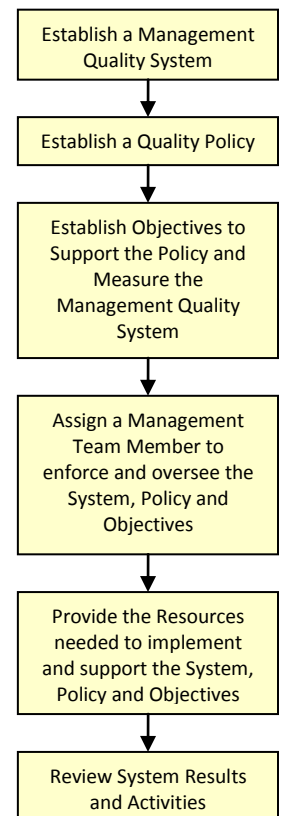 Establish a Management
Quality System
Establish a Quality Policy
Establish Objectives to
Support the Policy and
Measure the
Management Quality
System
Assign a Management
Team Member to
enforce and oversee the
System, Policy and
Objectives
Provide the Resources
needed to implement
and support the System,
Policy and Objectives
Review System Results
and Activities